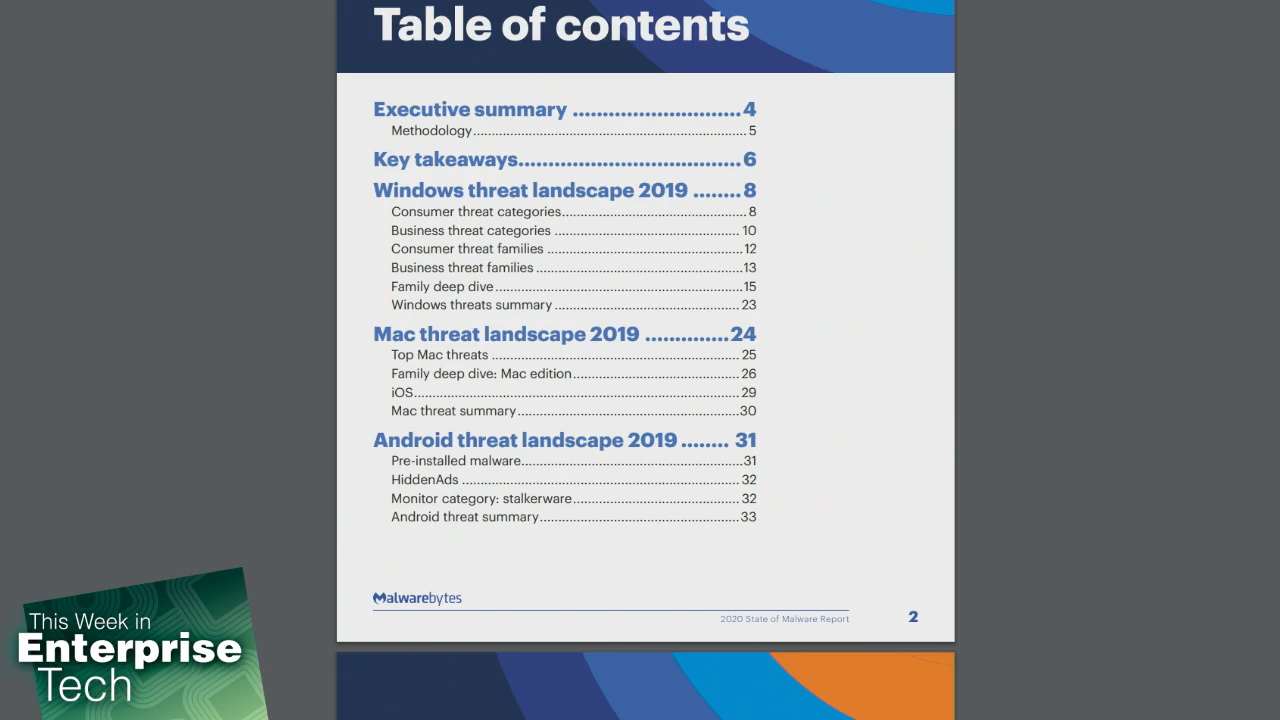 Table of contents
Executive summary ............................4
Methodology..........................................................................5
Key takeaways.....................................6
Windows threat landscape 2019 ........8
Consumer threat categories..................................................8
Business threat categories ..................................................10
Consumer threat families .....................................................12
Business threat families ........................................................13
Family deep dive...................................................................15
Windows threats summary ..................................................23
Mac threat landscape 2019 ..............24
Top Mac threats ...................................................................25
Family deep dive: Mac edition.............................................26
iOS........................................................................................29
Mac threat summary............................................................30
Android threat landscape 2019 ........ 31
Pre-installed malware............................................................31
HiddenAds ...........................................................................32
Monitor category: stalkerware.............................................32
Android threat summary......................................................33
Malwarebytes
2020 State of Malware Report
2
This Week in
Enterprise
Tech